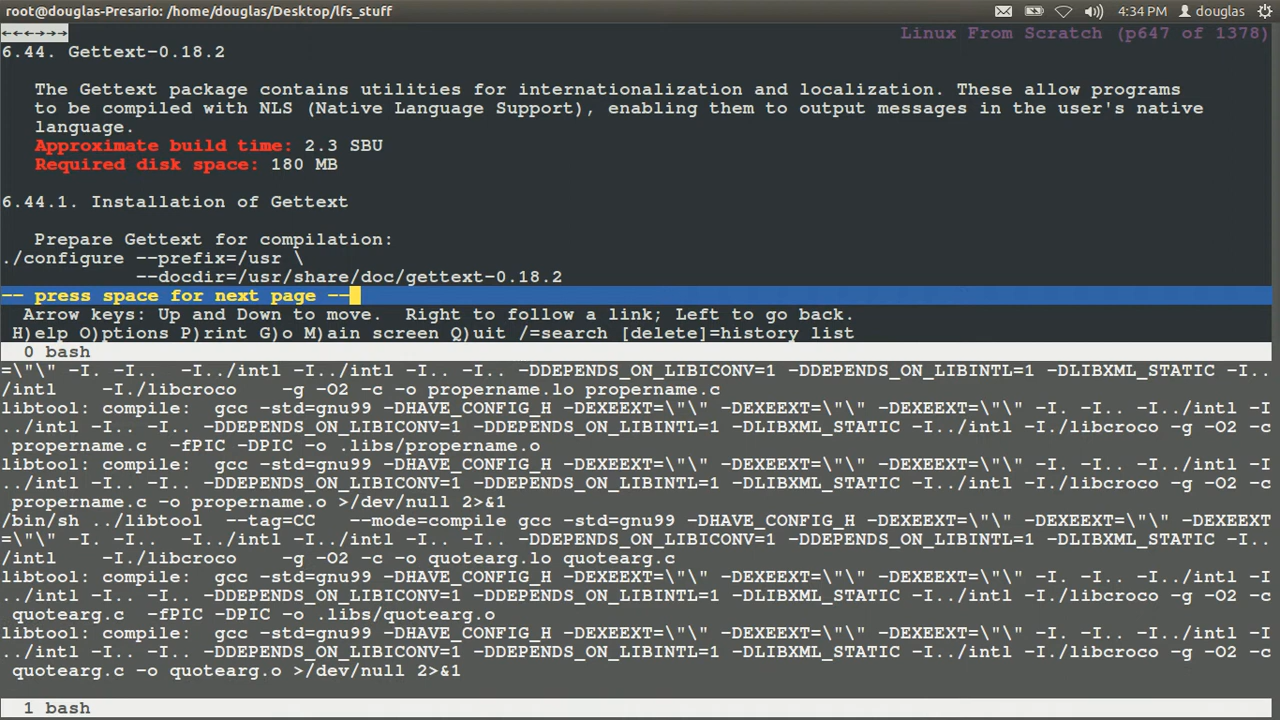 root@douglas-Presario: /home/douglas/Desktop/lfs_stuff 4:34 PM douglas
←←←→→→ Linux From Scratch (p647 of 1378)
6.44. Gettext-0.18.2
The Gettext package contains utilities for internationalization and localization. These allow programs
to be compiled with NLS (Native Language Support), enabling them to output messages in the user's native
language.
Approximate build time: 2.3 SBU
Required disk space: 180 MB
6.44.1. Installation of Gettext
Prepare Gettext for compilation:
./configure --prefix=/usr \
--docdir=/usr/share/doc/gettext-0.18.2
-- press space for next page --
Arrow keys: Up and Down to move.  Right to follow a link; Left to go back.
H)elp O)ptions P)rint G)o M)ain screen Q)uit /=search [delete]=history list
0 bash
=\"\" -I. -I..  -I../intl -I../intl -I.. -I.. -DDEPENDS_ON_LIBICONV=1 -DDEPENDS_ON_LIBINTL=1 -DLIBXML_STATIC -I..
/intl    -I./libcroco    -g -O2 -c -o propername.lo propername.c
libtool: compile:  gcc -std=gnu99 -DHAVE_CONFIG_H -DEXEEXT=\"\" -DEXEEXT=\"\" -DEXEEXT=\"\" -I. -I.. -I../intl -I
../intl -I.. -I.. -DDEPENDS_ON_LIBICONV=1 -DDEPENDS_ON_LIBINTL=1 -DLIBXML_STATIC -I../intl -I./libcroco -g -O2 -c
propername.c  -fPIC -DPIC -o .libs/propername.o
libtool: compile:  gcc -std=gnu99 -DHAVE_CONFIG_H -DEXEEXT=\"\" -DEXEEXT=\"\" -DEXEEXT=\"\" -I. -I.. -I../intl -I
../intl -I.. -I.. -DDEPENDS_ON_LIBICONV=1 -DDEPENDS_ON_LIBINTL=1 -DLIBXML_STATIC -I../intl -I./libcroco -g -O2 -c
propername.c -o propername.o >/dev/null 2>&1
/bin/sh ../libtool  --tag=CC   --mode=compile gcc -std=gnu99 -DHAVE_CONFIG_H -DEXEEXT=\"\" -DEXEEXT=\"\" -DEXEEXT
=\"\" -I. -I..  -I../intl -I../intl -I.. -I.. -DDEPENDS_ON_LIBICONV=1 -DDEPENDS_ON_LIBINTL=1 -DLIBXML_STATIC -I..
/intl    -I./libcroco    -g -O2 -c -o quotearg.lo quotearg.c
libtool: compile:  gcc -std=gnu99 -DHAVE_CONFIG_H -DEXEEXT=\"\" -DEXEEXT=\"\" -DEXEEXT=\"\" -I. -I.. -I../intl -I
../intl -I.. -I.. -DDEPENDS_ON_LIBICONV=1 -DDEPENDS_ON_LIBINTL=1 -DLIBXML_STATIC -I../intl -I./libcroco -g -O2 -c
quotearg.c  -fPIC -DPIC -o .libs/quotearg.o
libtool: compile:  gcc -std=gnu99 -DHAVE_CONFIG_H -DEXEEXT=\"\" -DEXEEXT=\"\" -DEXEEXT=\"\" -I. -I.. -I../intl -I
../intl -I.. -I.. -DDEPENDS_ON_LIBICONV=1 -DDEPENDS_ON_LIBINTL=1 -DLIBXML_STATIC -I../intl -I./libcroco -g -O2 -c
quotearg.c -o quotearg.o >/dev/null 2>&1
1 bash